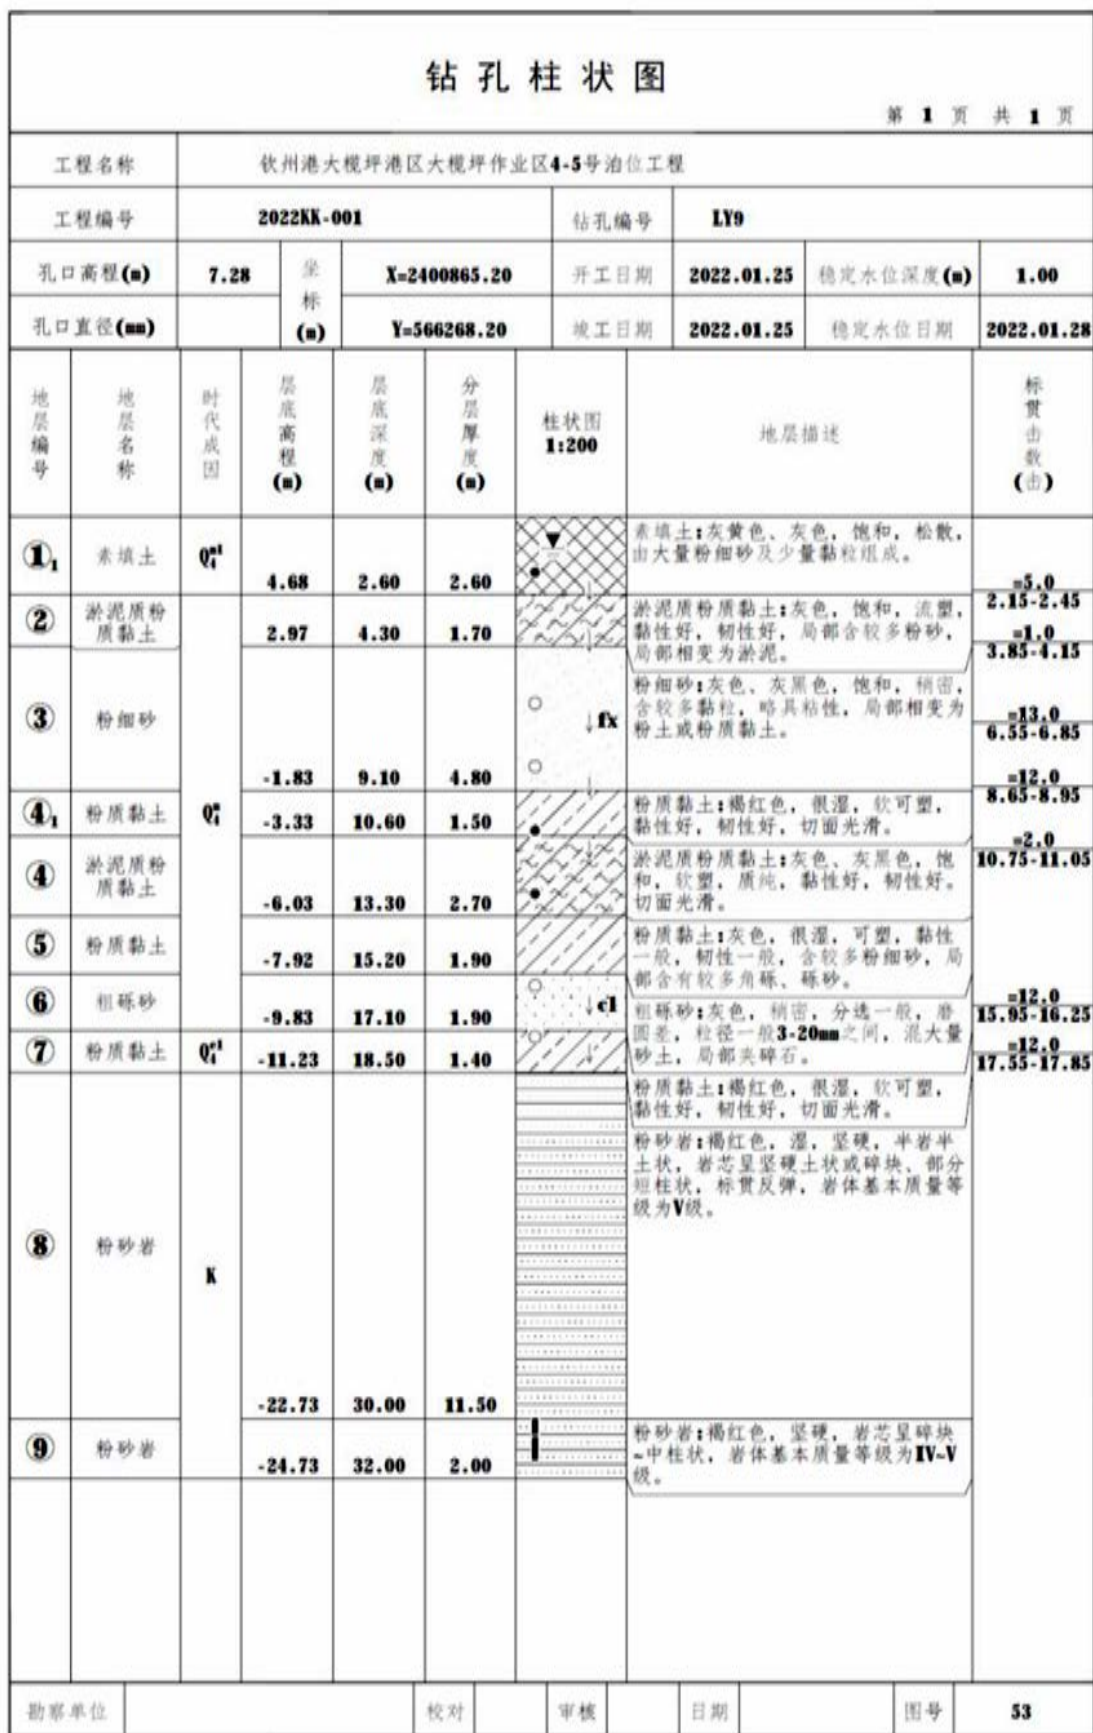 钻孔柱状图
第 1 页 共 1 页
工程名称 钦州港大榄坪港区大榄坪作业区4-5号泊位工程
工程编号 2022KK-001 钻孔编号 LY9
孔口高程(m) 7.28 坐标(m) X=2400865.20 开工日期 2022.01.25 稳定水位深度(m) 1.00
孔口直径(mm) Y=566268.20 竣工日期 2022.01.25 稳定水位日期 2022.01.28
地层编号 地层名称 时代成因 层底高程(m) 层底深度(m) 分层厚度(m) 柱状图 1:200 地层描述 标贯击数(击)
①1 素填土 Q4ml 4.68 2.60 2.60
素填土:灰黄色、灰色,饱和,松散,
由大量粉细砂及少量黏粒组成。
=5.0
2.15-2.45
② 淤泥质粉质黏土 2.97 4.30 1.70
淤泥质粉质黏土:灰色,饱和,流塑,
黏性好,韧性好,局部含较多粉砂,
局部相变为淤泥。
=1.0
3.85-4.15
③ 粉细砂 -1.83 9.10 4.80 fx
粉细砂:灰色、灰黑色,饱和,稍密,
含较多黏粒,略具粘性,局部相变为
粉土或粉质黏土。
=13.0
6.55-6.85
=12.0
8.65-8.95
④1 粉质黏土 Q4m -3.33 10.60 1.50
粉质黏土:褐红色,很湿,软可塑,
黏性好,韧性好,切面光滑。
=2.0
10.75-11.05
④ 淤泥质粉质黏土 -6.03 13.30 2.70
淤泥质粉质黏土:灰色、灰黑色,饱
和,软塑,质纯,黏性好,韧性好。
切面光滑。
⑤ 粉质黏土 -7.92 15.20 1.90
粉质黏土:灰色,很湿,可塑,黏性
一般,韧性一般,含较多粉细砂,局
部含有较多角砾、砾砂。
⑥ 粗砾砂 -9.83 17.10 1.90 cl
粗砾砂:灰色,稍密,分选一般,磨
圆差,粒径一般3-20mm之间,混大量
砂土,局部夹碎石。
=12.0
15.95-16.25
⑦ 粉质黏土 Q4el -11.23 18.50 1.40
粉质黏土:褐红色,很湿,软可塑,
黏性好,韧性好,切面光滑。
=12.0
17.55-17.85
⑧ 粉砂岩 K -22.73 30.00 11.50
粉砂岩:褐红色,湿,坚硬,半岩半
土状,岩芯呈坚硬土状或碎块、部分
短柱状,标贯反弹,岩体基本质量等
级为V级。
⑨ 粉砂岩 -24.73 32.00 2.00
粉砂岩:褐红色,坚硬,岩芯呈碎块
~中柱状,岩体基本质量等级为IV~V
级。
勘察单位 校对 审核 日期 图号 53